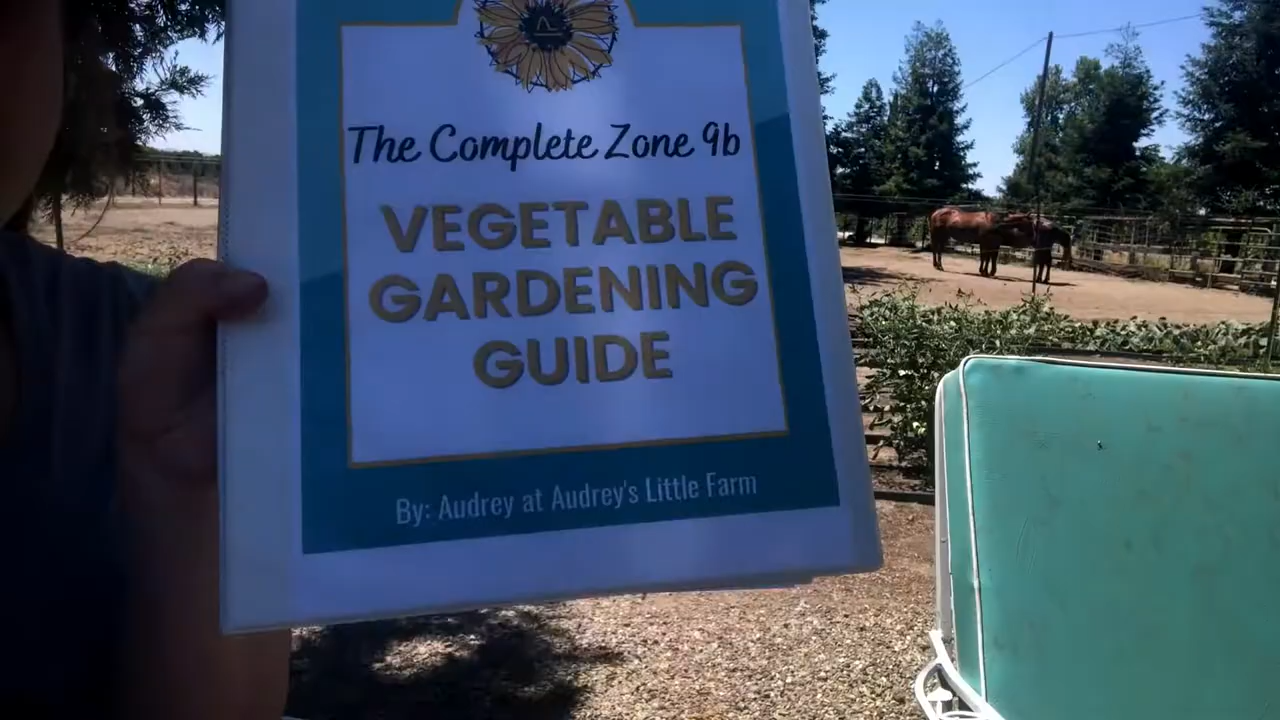 The Complete Zone 9b
VEGETABLE
GARDENING
GUIDE
By: Audrey at Audrey's Little Farm